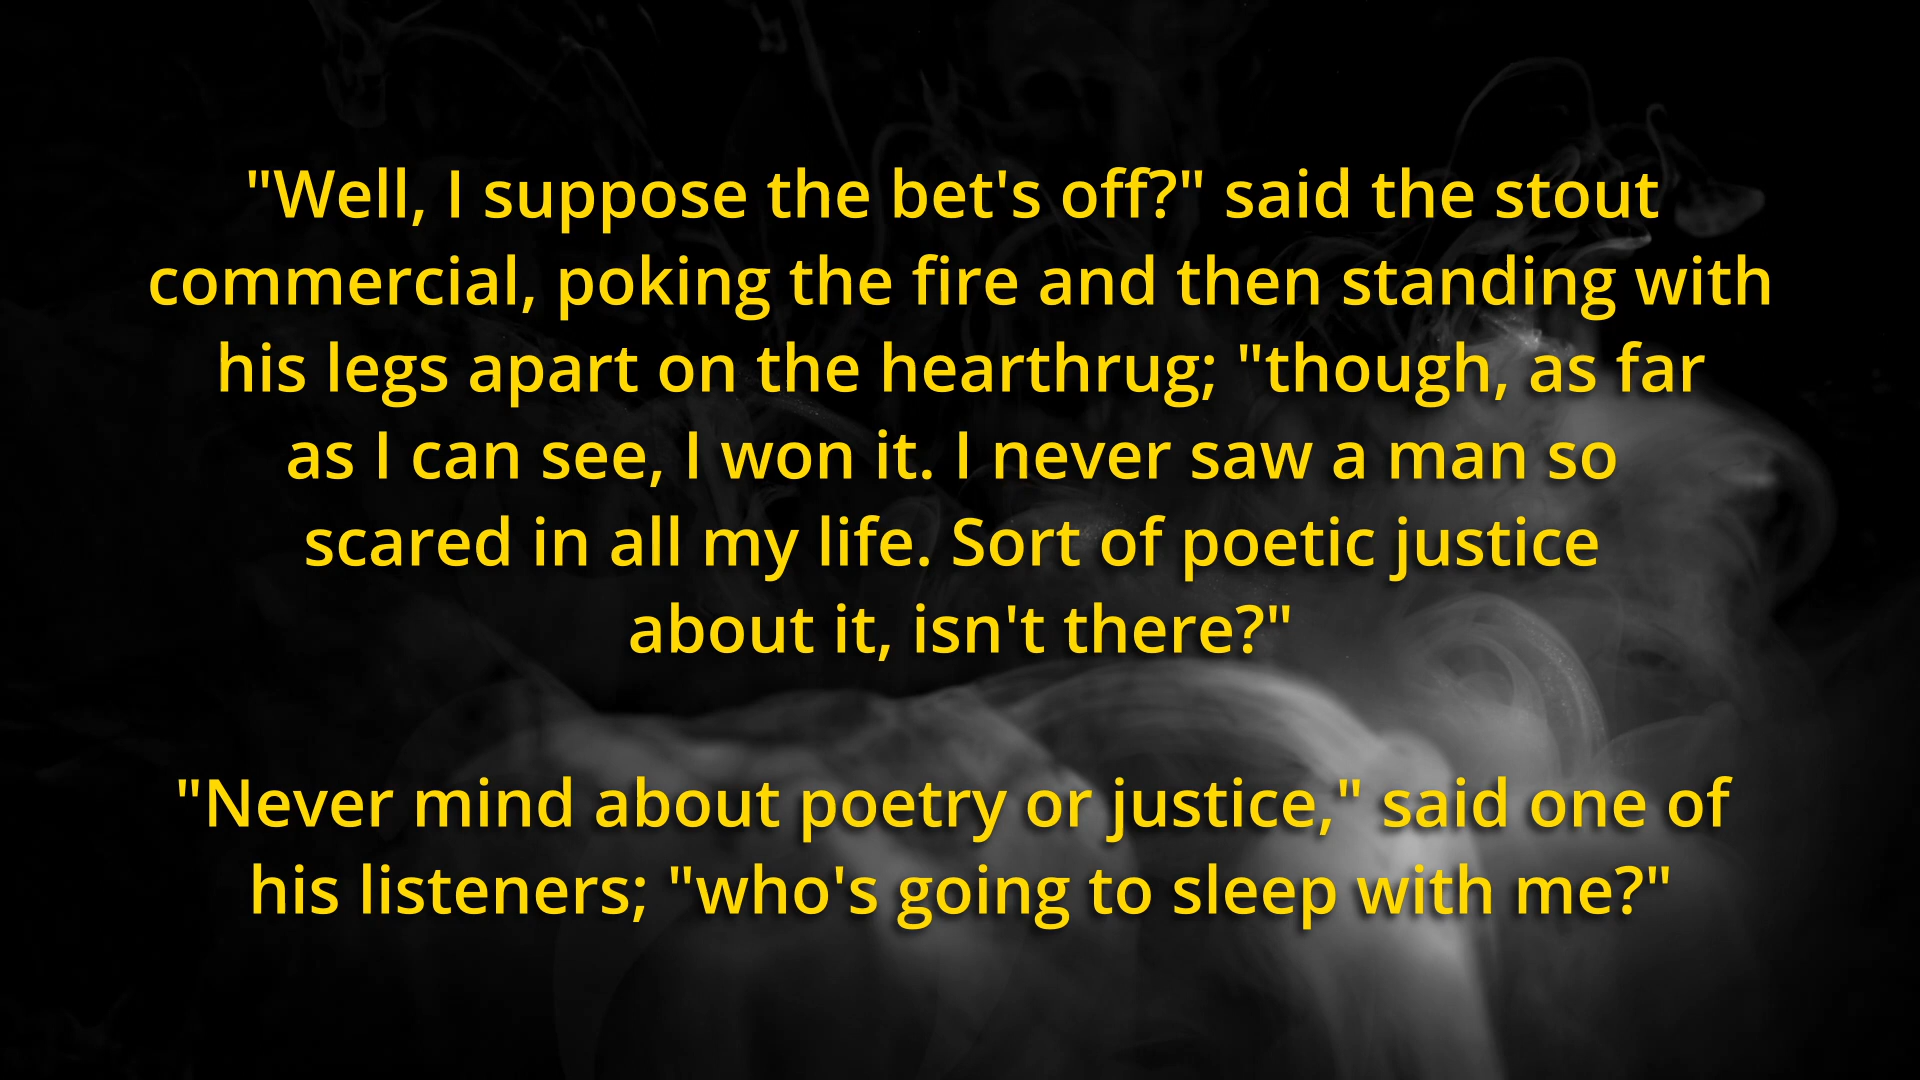 "Well, I suppose the bet's off?" said the stout
commercial, poking the fire and then standing with
his legs apart on the hearthrug; "though, as far
as I can see, I won it. I never saw a man so
scared in all my life. Sort of poetic justice
about it, isn't there?"
"Never mind about poetry or justice," said one of
his listeners; "who's going to sleep with me?"